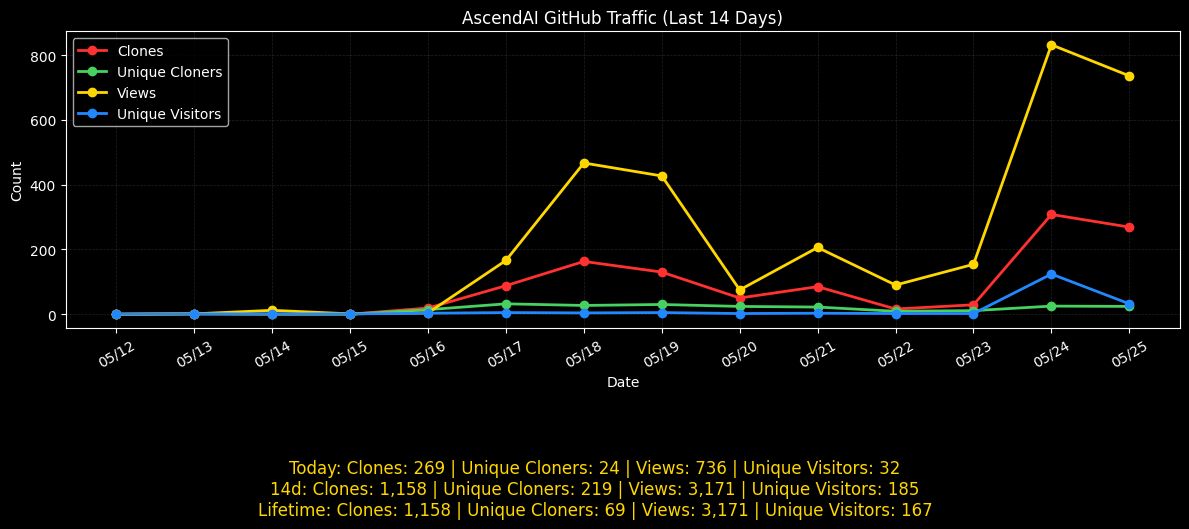 AscendAI GitHub Traffic (Last 14 Days)
Clones
Unique Cloners
Views
Unique Visitors
800
600
400
200
0
Count
05/12 05/13 05/14 05/15 05/16 05/17 05/18 05/19 05/20 05/21 05/22 05/23 05/24 05/25
Date
Today: Clones: 269 | Unique Cloners: 24 | Views: 736 | Unique Visitors: 32
14d: Clones: 1,158 | Unique Cloners: 219 | Views: 3,171 | Unique Visitors: 185
Lifetime: Clones: 1,158 | Unique Cloners: 69 | Views: 3,171 | Unique Visitors: 167